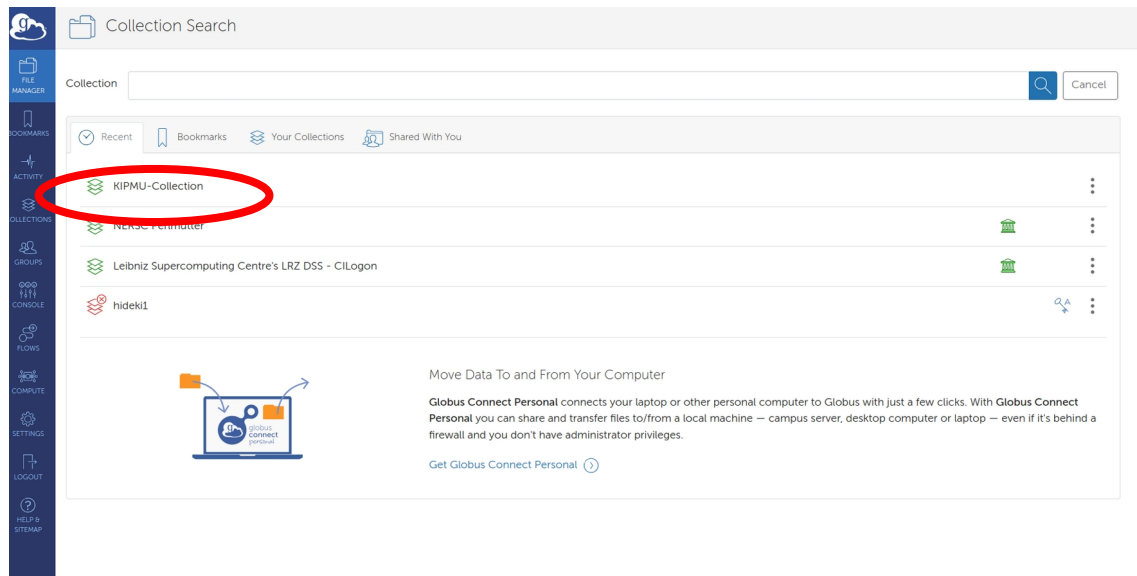 Collection Search
FILE
MANAGER
Collection
Cancel
BOOKMARKS
Recent
Bookmarks
Your Collections
Shared With You
ACTIVITY
KIPMU-Collection
COLLECTIONS
NERSC Perlmutter
GROUPS
Leibniz Supercomputing Centre's LRZ DSS - CILogon
CONSOLE
hideki1
FLOWS
COMPUTE
SETTINGS
LOGOUT
HELP &
SITEMAP
globus
connect
personal
Move Data To and From Your Computer
Globus Connect Personal connects your laptop or other personal computer to Globus with just a few clicks. With Globus Connect
Personal you can share and transfer files to/from a local machine — campus server, desktop computer or laptop — even if it's behind a
firewall and you don't have administrator privileges.
Get Globus Connect Personal